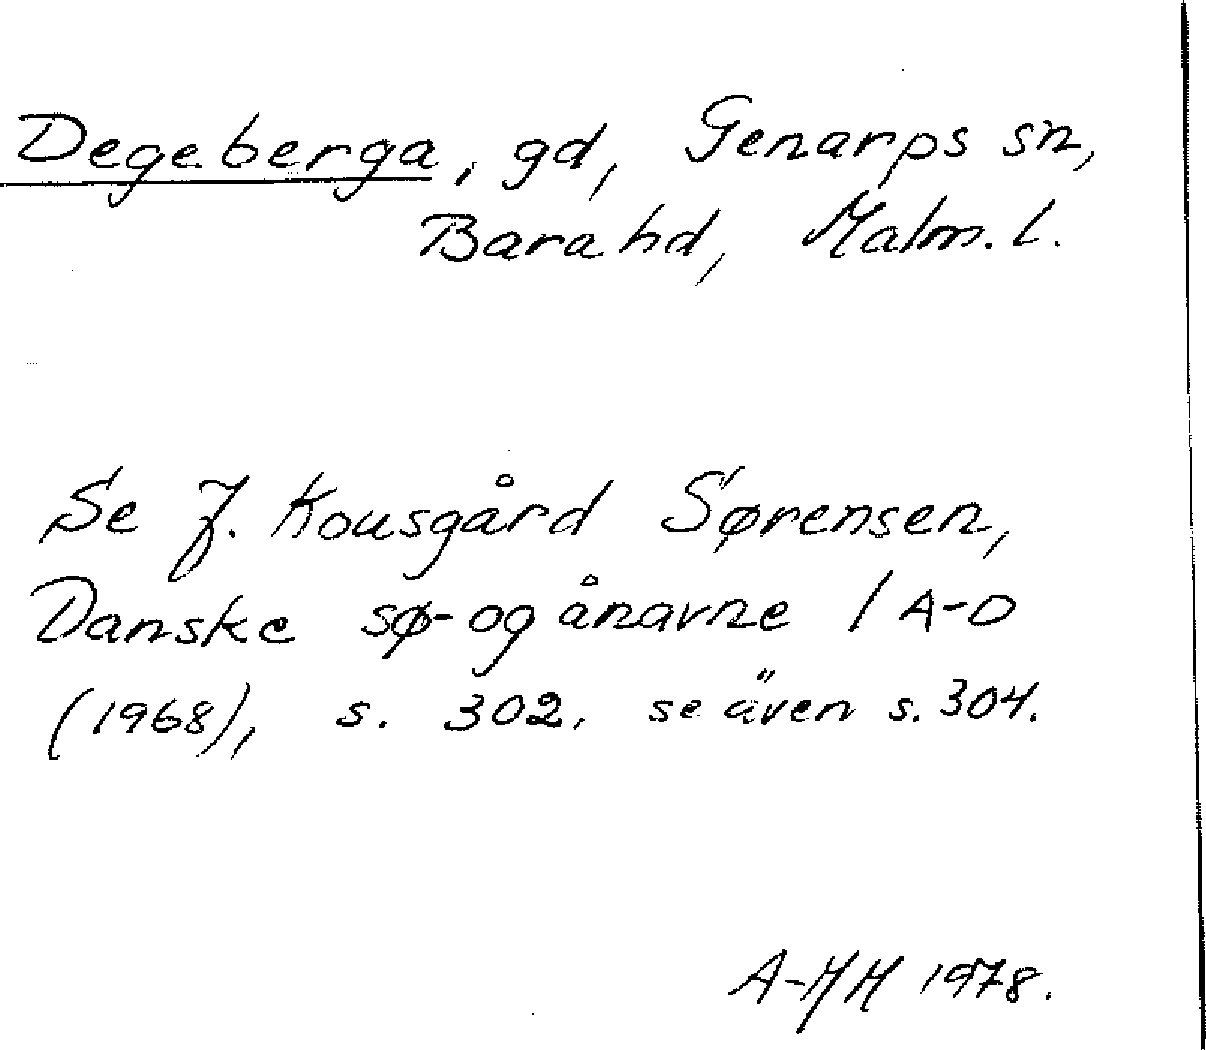 Degeberga, gd, Genarps sn,
Bara hd, Malm. l.
Se J. Kousgård Sørensen,
Danske sø- og ånavne I A-D
(1968), s. 302, se även s. 304.
A-MH 1978.